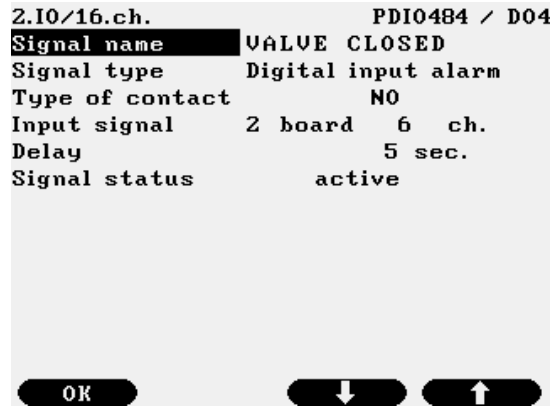 2.IO/16.ch. PDIO484 / DO4
Signal name VALVE CLOSED
Signal type Digital input alarm
Type of contact NO
Input signal 2 board 6 ch.
Delay 5 sec.
Signal status active
OK